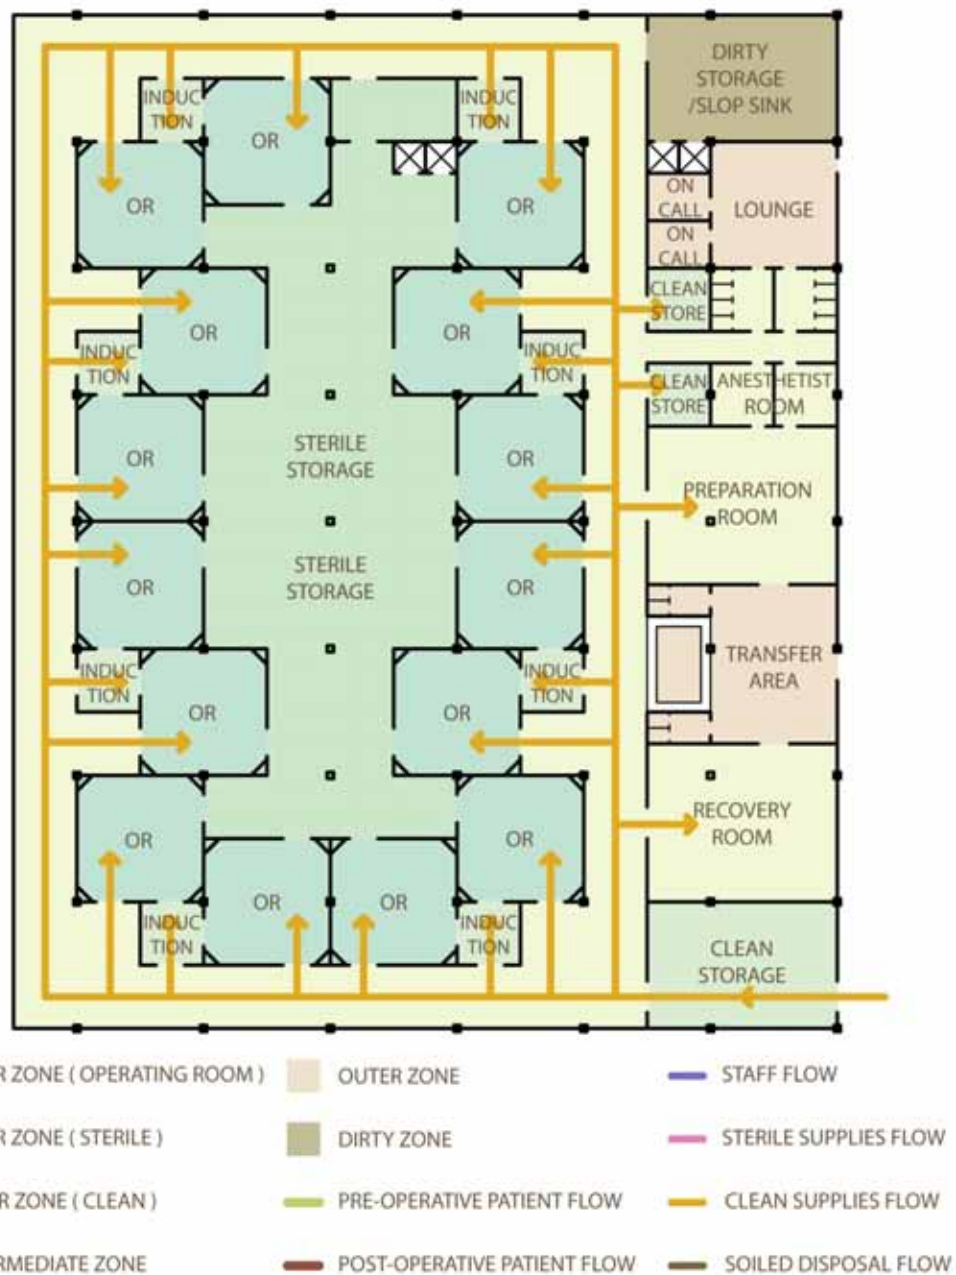 DIRTY
STORAGE
/SLOP SINK
INDUC
TION
OR
INDUC
TION
OR
OR
ON
CALL
LOUNGE
ON
CALL
CLEAN
STORE
OR
OR
INDUC
TION
INDUC
TION
CLEAN
STORE
ANESTHETIST
ROOM
OR
STERILE
STORAGE
OR
PREPARATION
ROOM
OR
STERILE
STORAGE
OR
INDUC
TION
INDUC
TION
TRANSFER
AREA
OR
OR
OR
OR
RECOVERY
ROOM
OR
OR
INDUC
TION
INDUC
TION
CLEAN
STORAGE
R ZONE ( OPERATING ROOM )
OUTER ZONE
STAFF FLOW
R ZONE ( STERILE )
DIRTY ZONE
STERILE SUPPLIES FLOW
R ZONE ( CLEAN )
PRE-OPERATIVE PATIENT FLOW
CLEAN SUPPLIES FLOW
RMEDIATE ZONE
POST-OPERATIVE PATIENT FLOW
SOILED DISPOSAL FLOW